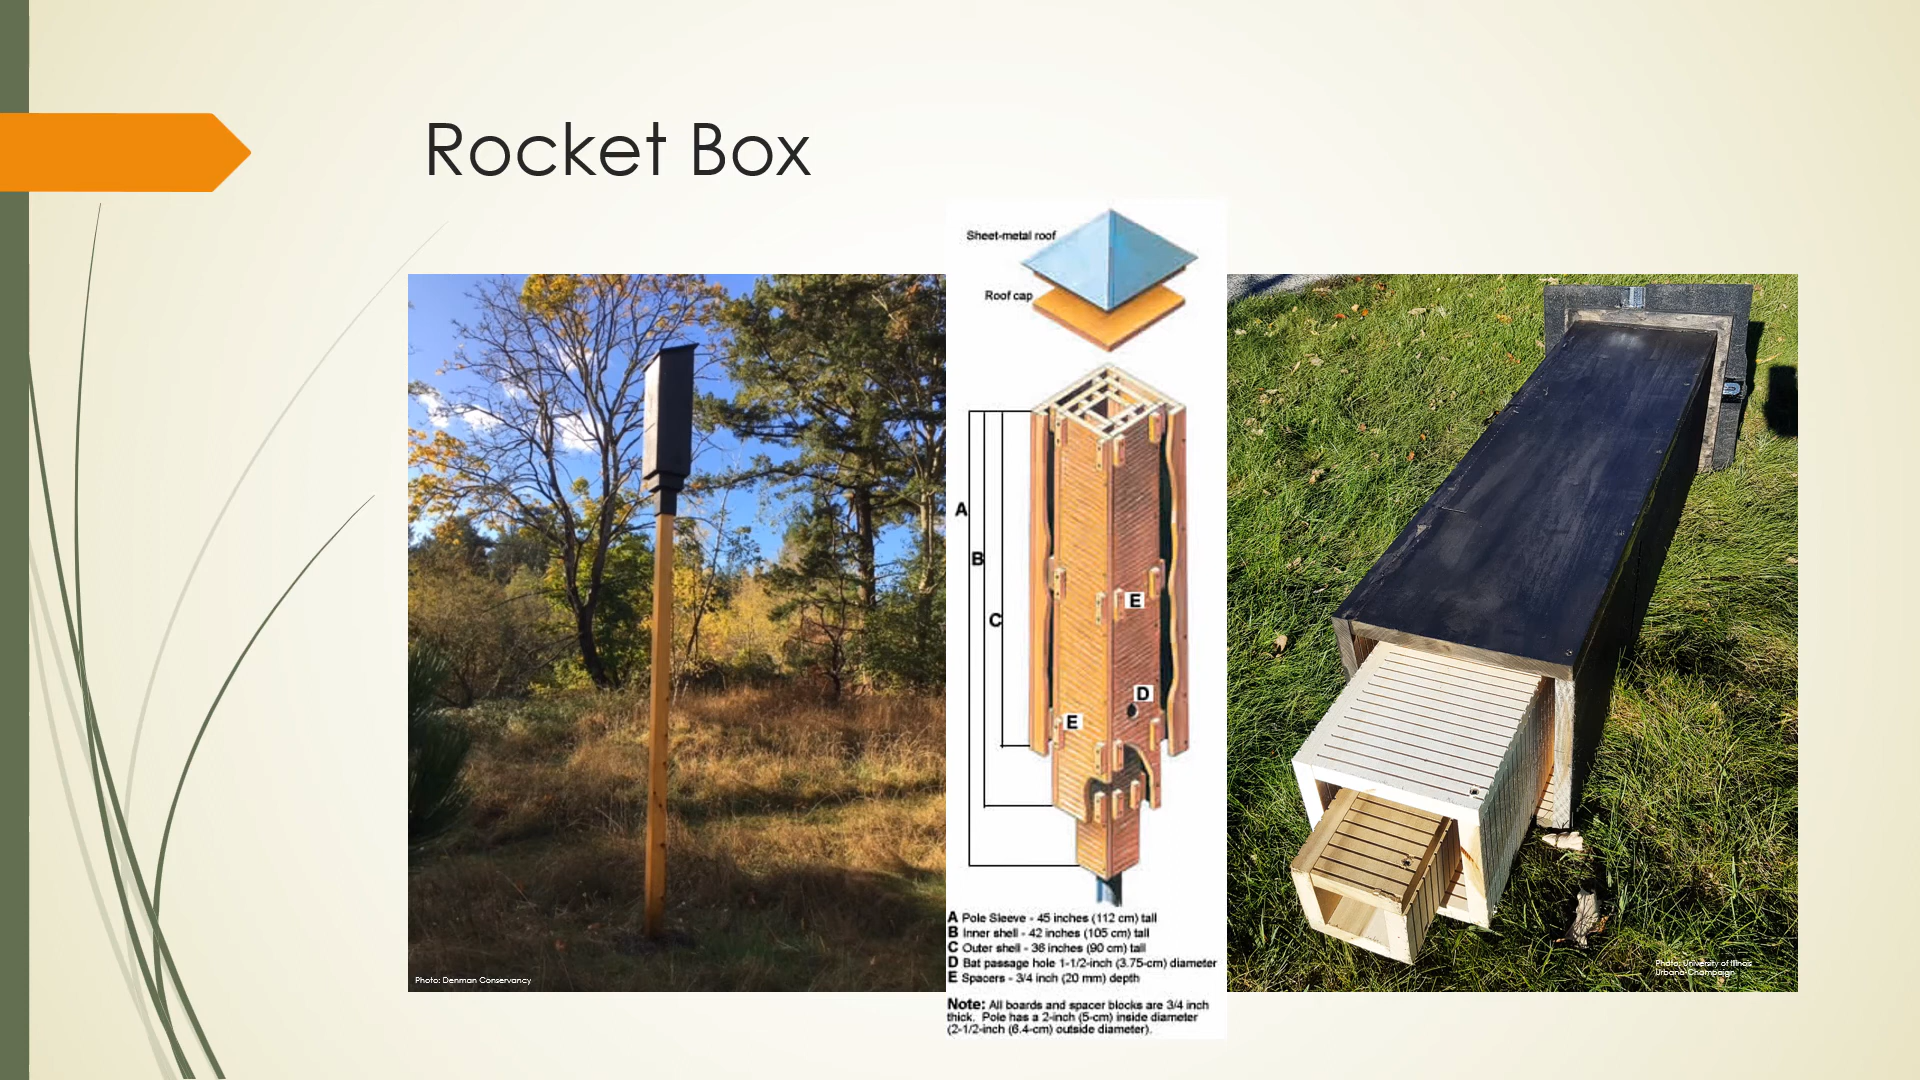 Rocket Box
Sheet-metal roof
Roof cap
A
B
C
E
D
E
A Pole Sleeve - 45 inches (112 cm) tall
B Inner shell - 42 inches (105 cm) tall
C Outer shell - 36 inches (90 cm) tall
D Bat passage hole 1-1/2-inch (3.75-cm) diameter
E Spacers - 3/4 inch (20 mm) depth
Note: All boards and spacer blocks are 3/4 inch
thick. Pole has a 2-inch (5-cm) inside diameter
(2-1/2-inch (6.4-cm) outside diameter).
Photo: Denman Conservancy
Photo: University of Illinois
Urbana-Champaign